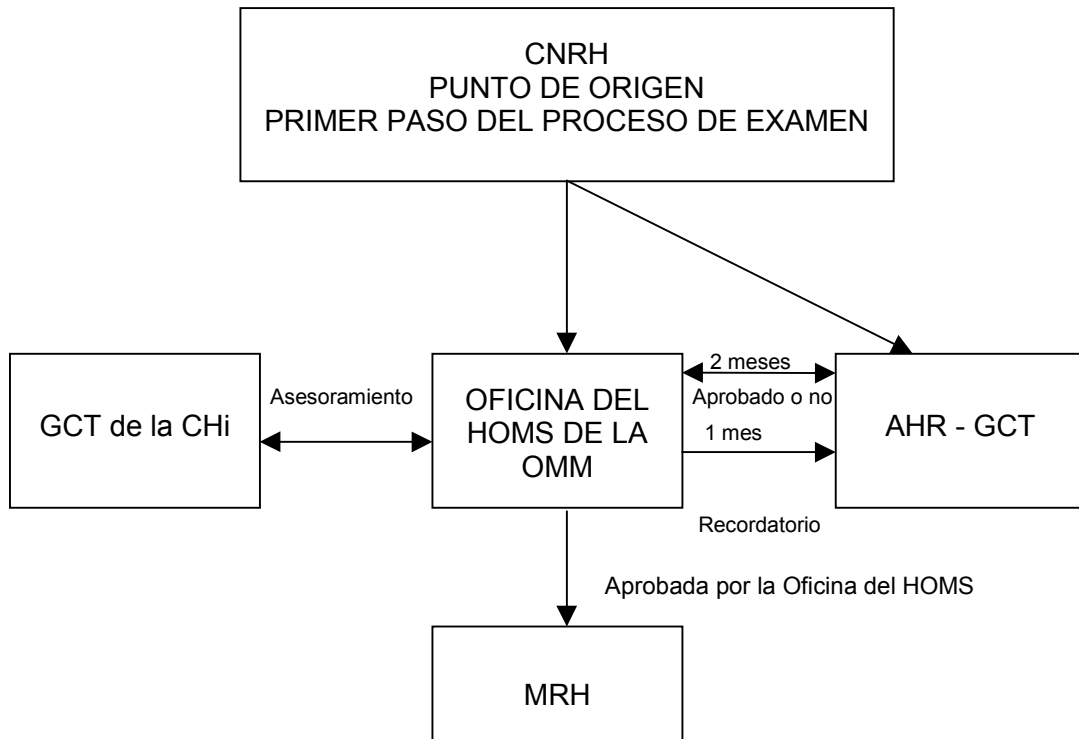 CNRH
PUNTO DE ORIGEN
PRIMER PASO DEL PROCESO DE EXAMEN
GCT de la CHi
Asesoramiento
OFICINA DEL
HOMS DE LA
OMM
2 meses
Aprobado o no
1 mes
Recordatorio
AHR - GCT
Aprobada por la Oficina del HOMS
MRH